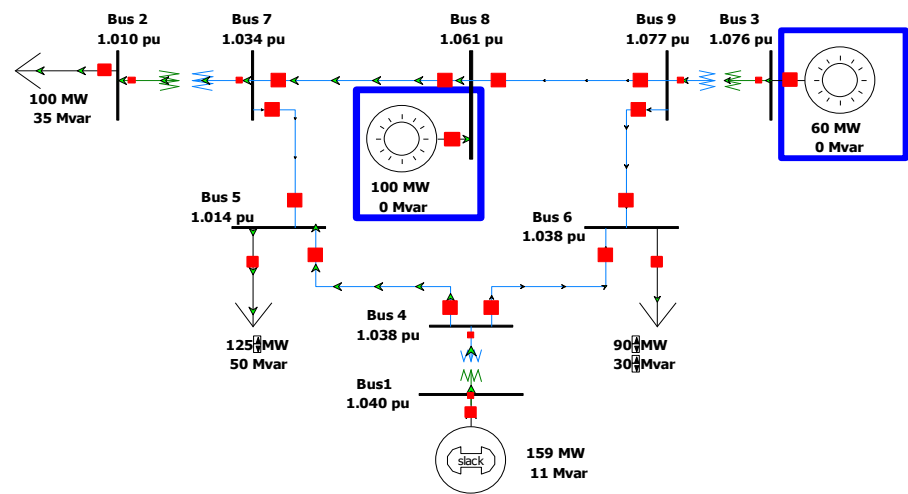 Bus 2
1.010 pu
Bus 7
1.034 pu
Bus 8
1.061 pu
Bus 9
1.077 pu
Bus 3
1.076 pu
100 MW
35 Mvar
100 MW
0 Mvar
60 MW
0 Mvar
Bus 5
1.014 pu
Bus 6
1.038 pu
Bus 4
1.038 pu
125 MW
50 Mvar
90 MW
30 Mvar
Bus1
1.040 pu
slack
159 MW
11 Mvar